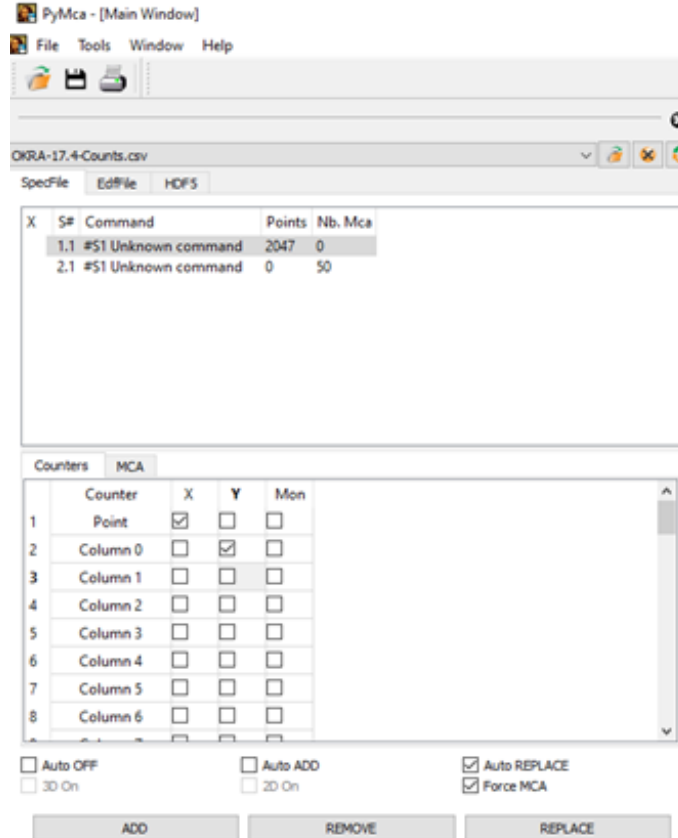 PyMca - [Main Window]
File Tools Window Help
OKRA-17.4-Counts.csv
SpecFile EdfFile HDF5
X S# Command Points Nb. Mca
1.1 #S1 Unknown command 2047 0
2.1 #S1 Unknown command 0 50
Counters MCA
Counter X Y Mon
1 Point
2 Column 0
3 Column 1
4 Column 2
5 Column 3
6 Column 4
7 Column 5
8 Column 6
Auto OFF Auto ADD Auto REPLACE
3D On 2D On Force MCA
ADD REMOVE REPLACE